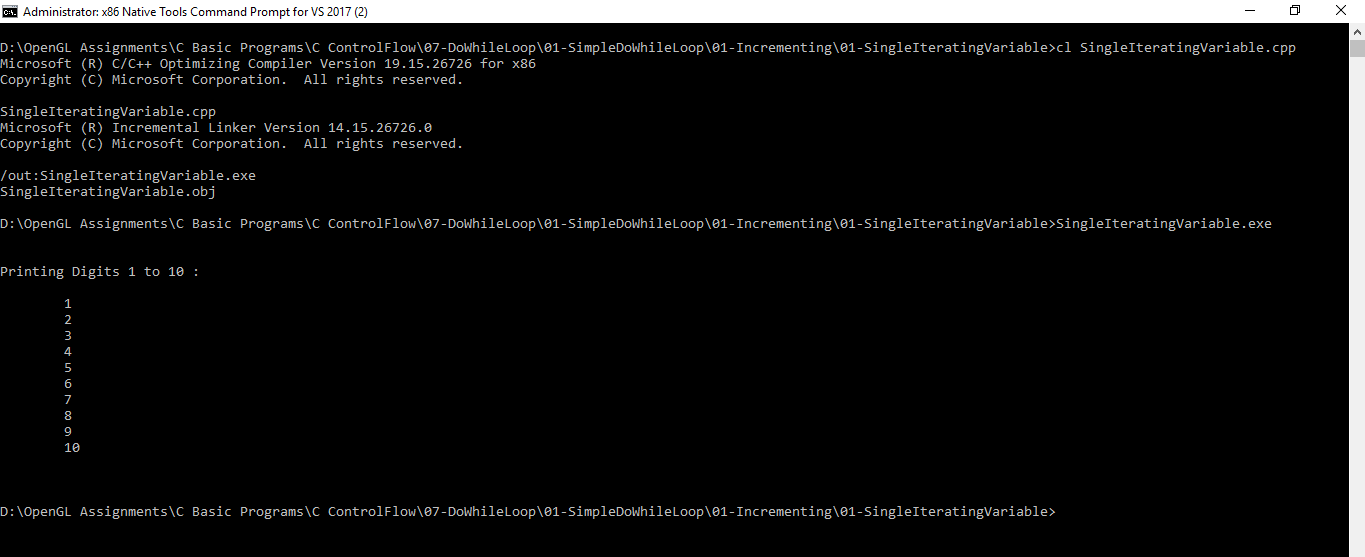 Administrator: x86 Native Tools Command Prompt for VS 2017 (2)
D:\OpenGL Assignments\C Basic Programs\C ControlFlow\07-DoWhileLoop\01-SimpleDoWhileLoop\01-Incrementing\01-SingleIteratingVariable>cl SingleIteratingVariable.cpp
Microsoft (R) C/C++ Optimizing Compiler Version 19.15.26726 for x86
Copyright (C) Microsoft Corporation.  All rights reserved.
SingleIteratingVariable.cpp
Microsoft (R) Incremental Linker Version 14.15.26726.0
Copyright (C) Microsoft Corporation.  All rights reserved.
/out:SingleIteratingVariable.exe
SingleIteratingVariable.obj
D:\OpenGL Assignments\C Basic Programs\C ControlFlow\07-DoWhileLoop\01-SimpleDoWhileLoop\01-Incrementing\01-SingleIteratingVariable>SingleIteratingVariable.exe
Printing Digits 1 to 10 :
1
2
3
4
5
6
7
8
9
10
D:\OpenGL Assignments\C Basic Programs\C ControlFlow\07-DoWhileLoop\01-SimpleDoWhileLoop\01-Incrementing\01-SingleIteratingVariable>